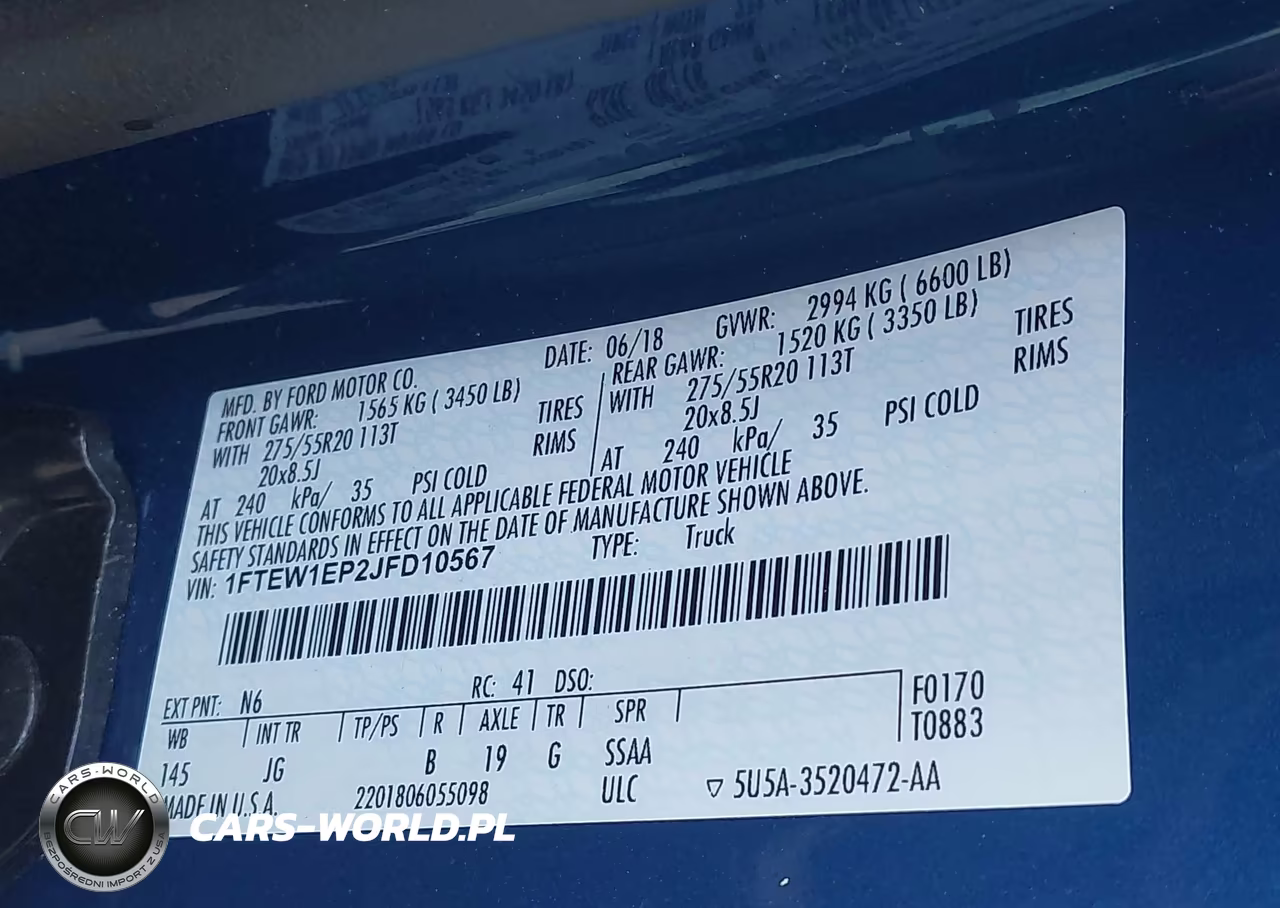 MFD. BY FORD MOTOR CO. DATE: 06/18 GVWR: 2994 KG ( 6600 LB)
FRONT GAWR: 1565 KG ( 3450 LB) REAR GAWR: 1520 KG ( 3350 LB)
WITH 275/55R20 113T TIRES WITH 275/55R20 113T TIRES
20x8.5J RIMS 20x8.5J RIMS
AT 240 kPa/ 35 PSI COLD AT 240 kPa/ 35 PSI COLD
THIS VEHICLE CONFORMS TO ALL APPLICABLE FEDERAL MOTOR VEHICLE
SAFETY STANDARDS IN EFFECT ON THE DATE OF MANUFACTURE SHOWN ABOVE.
VIN: 1FTEW1EP2JFD10567 TYPE: Truck
EXT PNT: N6 RC: 41 DSO:
WB INT TR TP/PS R AXLE TR SPR F0170
T0883
145 JG B 19 G SSAA
MADE IN U.S.A. 2201806055098 ULC ▽ 5U5A-3520472-AA
CARS-WORLD
CW
BEZPOŚREDNI IMPORT Z USA
CARS-WORLD.PL